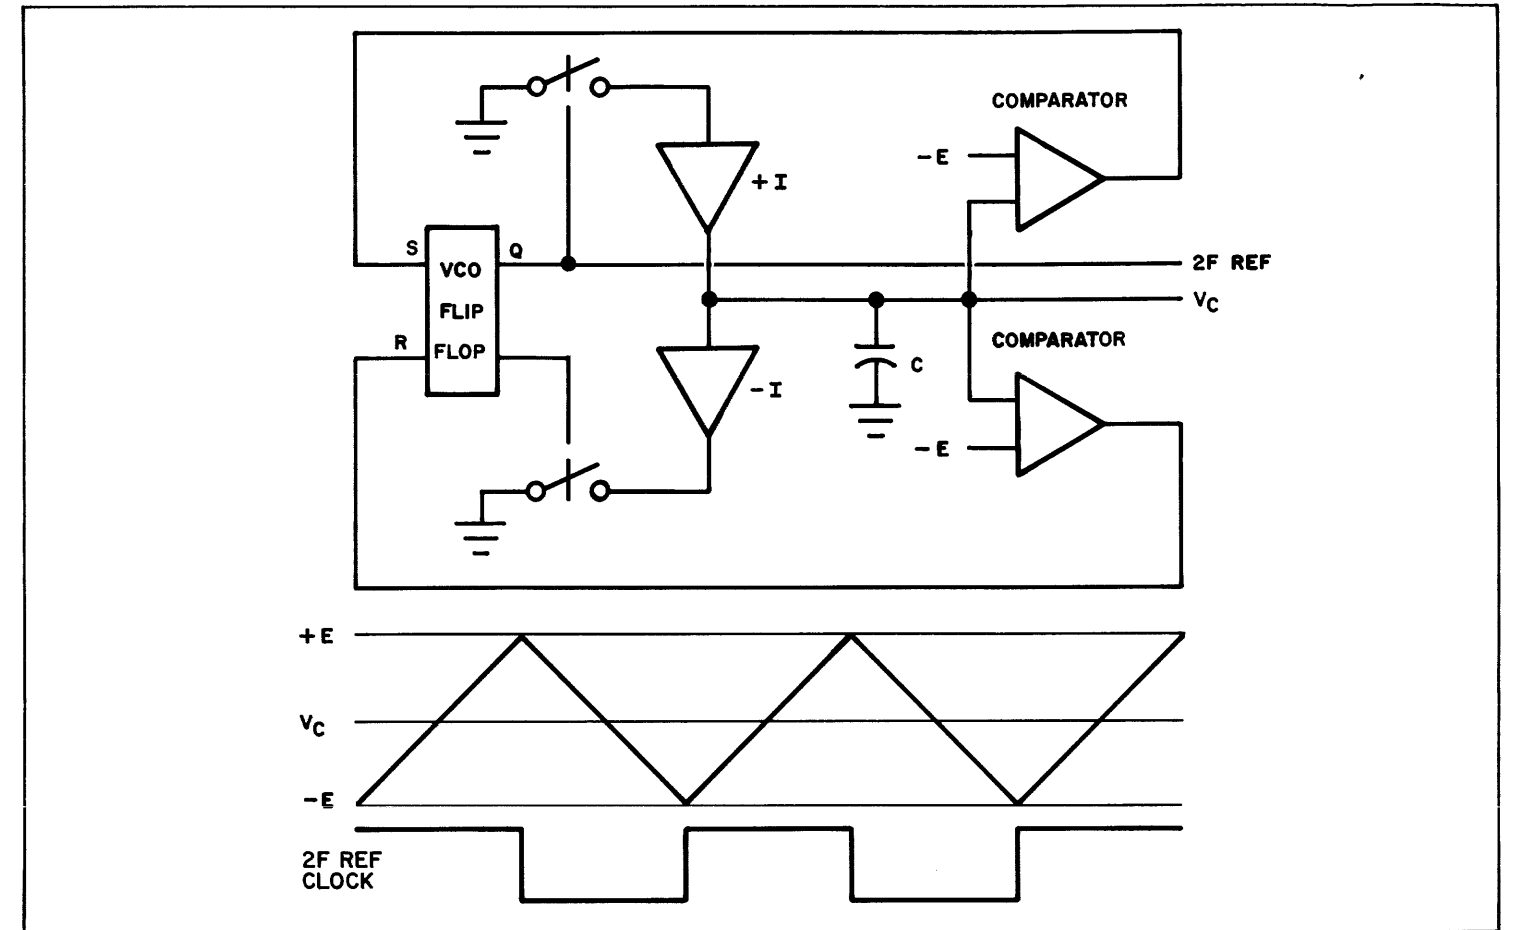 COMPARATOR
-E
+I
S
Q
VCO
FLIP
FLOP
2F REF
VC
R
COMPARATOR
C
-I
-E
+E
VC
-E
2F REF
CLOCK